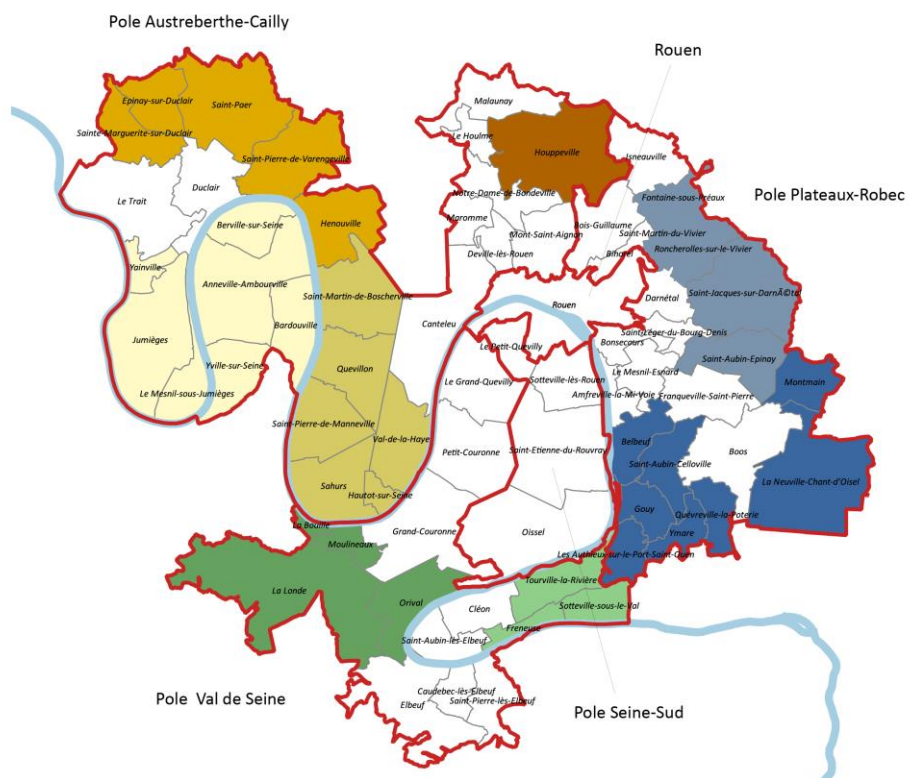 Pole Austreberthe-Cailly
Rouen
Malaunay
Epinay-sur-Duclair
Saint-Paer
Le Houlme
Sainte-Marguerite-sur-Duclair
Houppeville
Isneauville
Saint-Pierre-de-Varengeville
Duclair
Pole Plateaux-Robec
Notre-Dame-de-Bondeville
Fontaine-sous-Préaux
Le Trait
Maromme
Berville-sur-Seine
Henouville
Bois-Guillaume
Saint-Martin-du-Vivier
Mont-Saint-Aignan
Roncherolles-sur-le-Vivier
Deville-lès-Rouen
Bihorel
Yainville
Anneville-Ambourville
Saint-Martin-de-Boscherville
Saint-Jacques-sur-DarnÃ©tal
Darnétal
Rouen
Bardouville
Canteleu
Saint-Léger-du-Bourg-Denis
Jumièges
Bonsecours
Le Petit-Quevilly
Saint-Aubin-Epinay
Yville-sur-Seine
Quevillon
Le Mesnil-Esnard
Le Grand-Quevilly
Sotteville-lès-Rouen
Montmain
Le Mesnil-sous-Jumièges
Amfreville-la-Mi-Voie
Franqueville-Saint-Pierre
Saint-Pierre-de-Manneville
Val-de-la-Haye
Belbeuf
Petit-Couronne
Saint-Etienne-du-Rouvray
Boos
Saint-Aubin-Celloville
Sahurs
La Neuville-Chant-d'Oisel
Hautot-sur-Seine
Gouy
Quévreville-la-Poterie
La Bouille
Grand-Couronne
Oissel
Ymare
Moulineaux
Les Authieux-sur-le-Port-Saint-Ouen
Tourville-la-Rivière
La Londe
Orival
Cléon
Sotteville-sous-le-Val
Freneuse
Saint-Aubin-lès-Elbeuf
Pole Val de Seine
Caudebec-lès-Elbeuf
Elbeuf
Saint-Pierre-lès-Elbeuf
Pole Seine-Sud